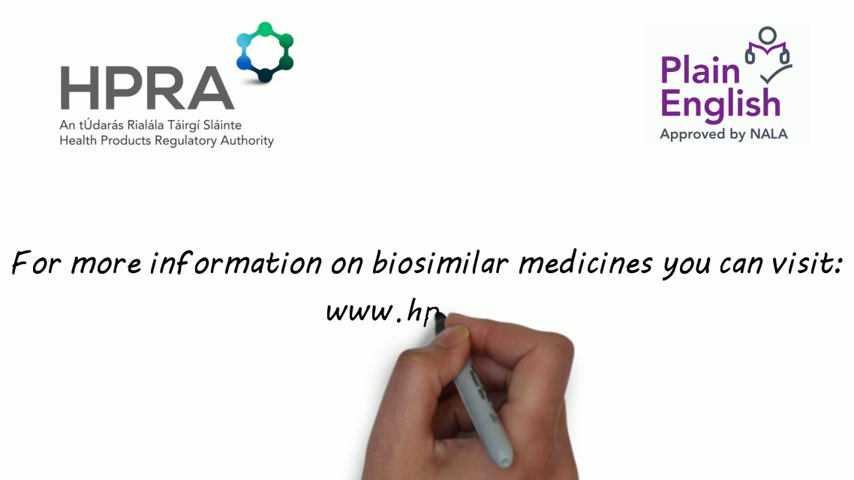 HPRA
An tÚdarás Rialála Táirgí Sláinte
Health Products Regulatory Authority
Plain
English
Approved by NALA
For more information on biosimilar medicines you can visit:
www.hp